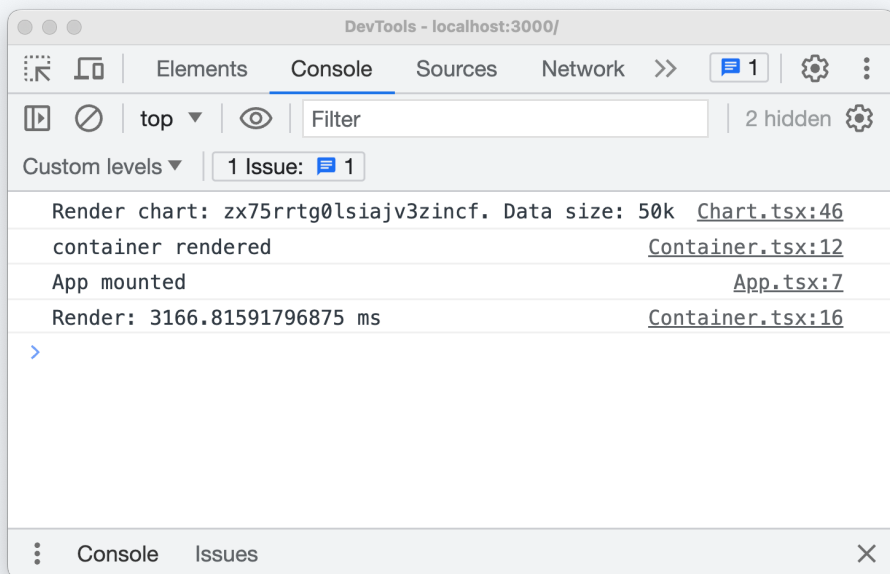 DevTools - localhost:3000/
Elements Console Sources Network 1
top Filter 2 hidden
Custom levels 1 Issue: 1
Render chart: zx75rrtg0lsiajv3zincf. Data size: 50k Chart.tsx:46
container rendered Container.tsx:12
App mounted App.tsx:7
Render: 3166.81591796875 ms Container.tsx:16
Console Issues